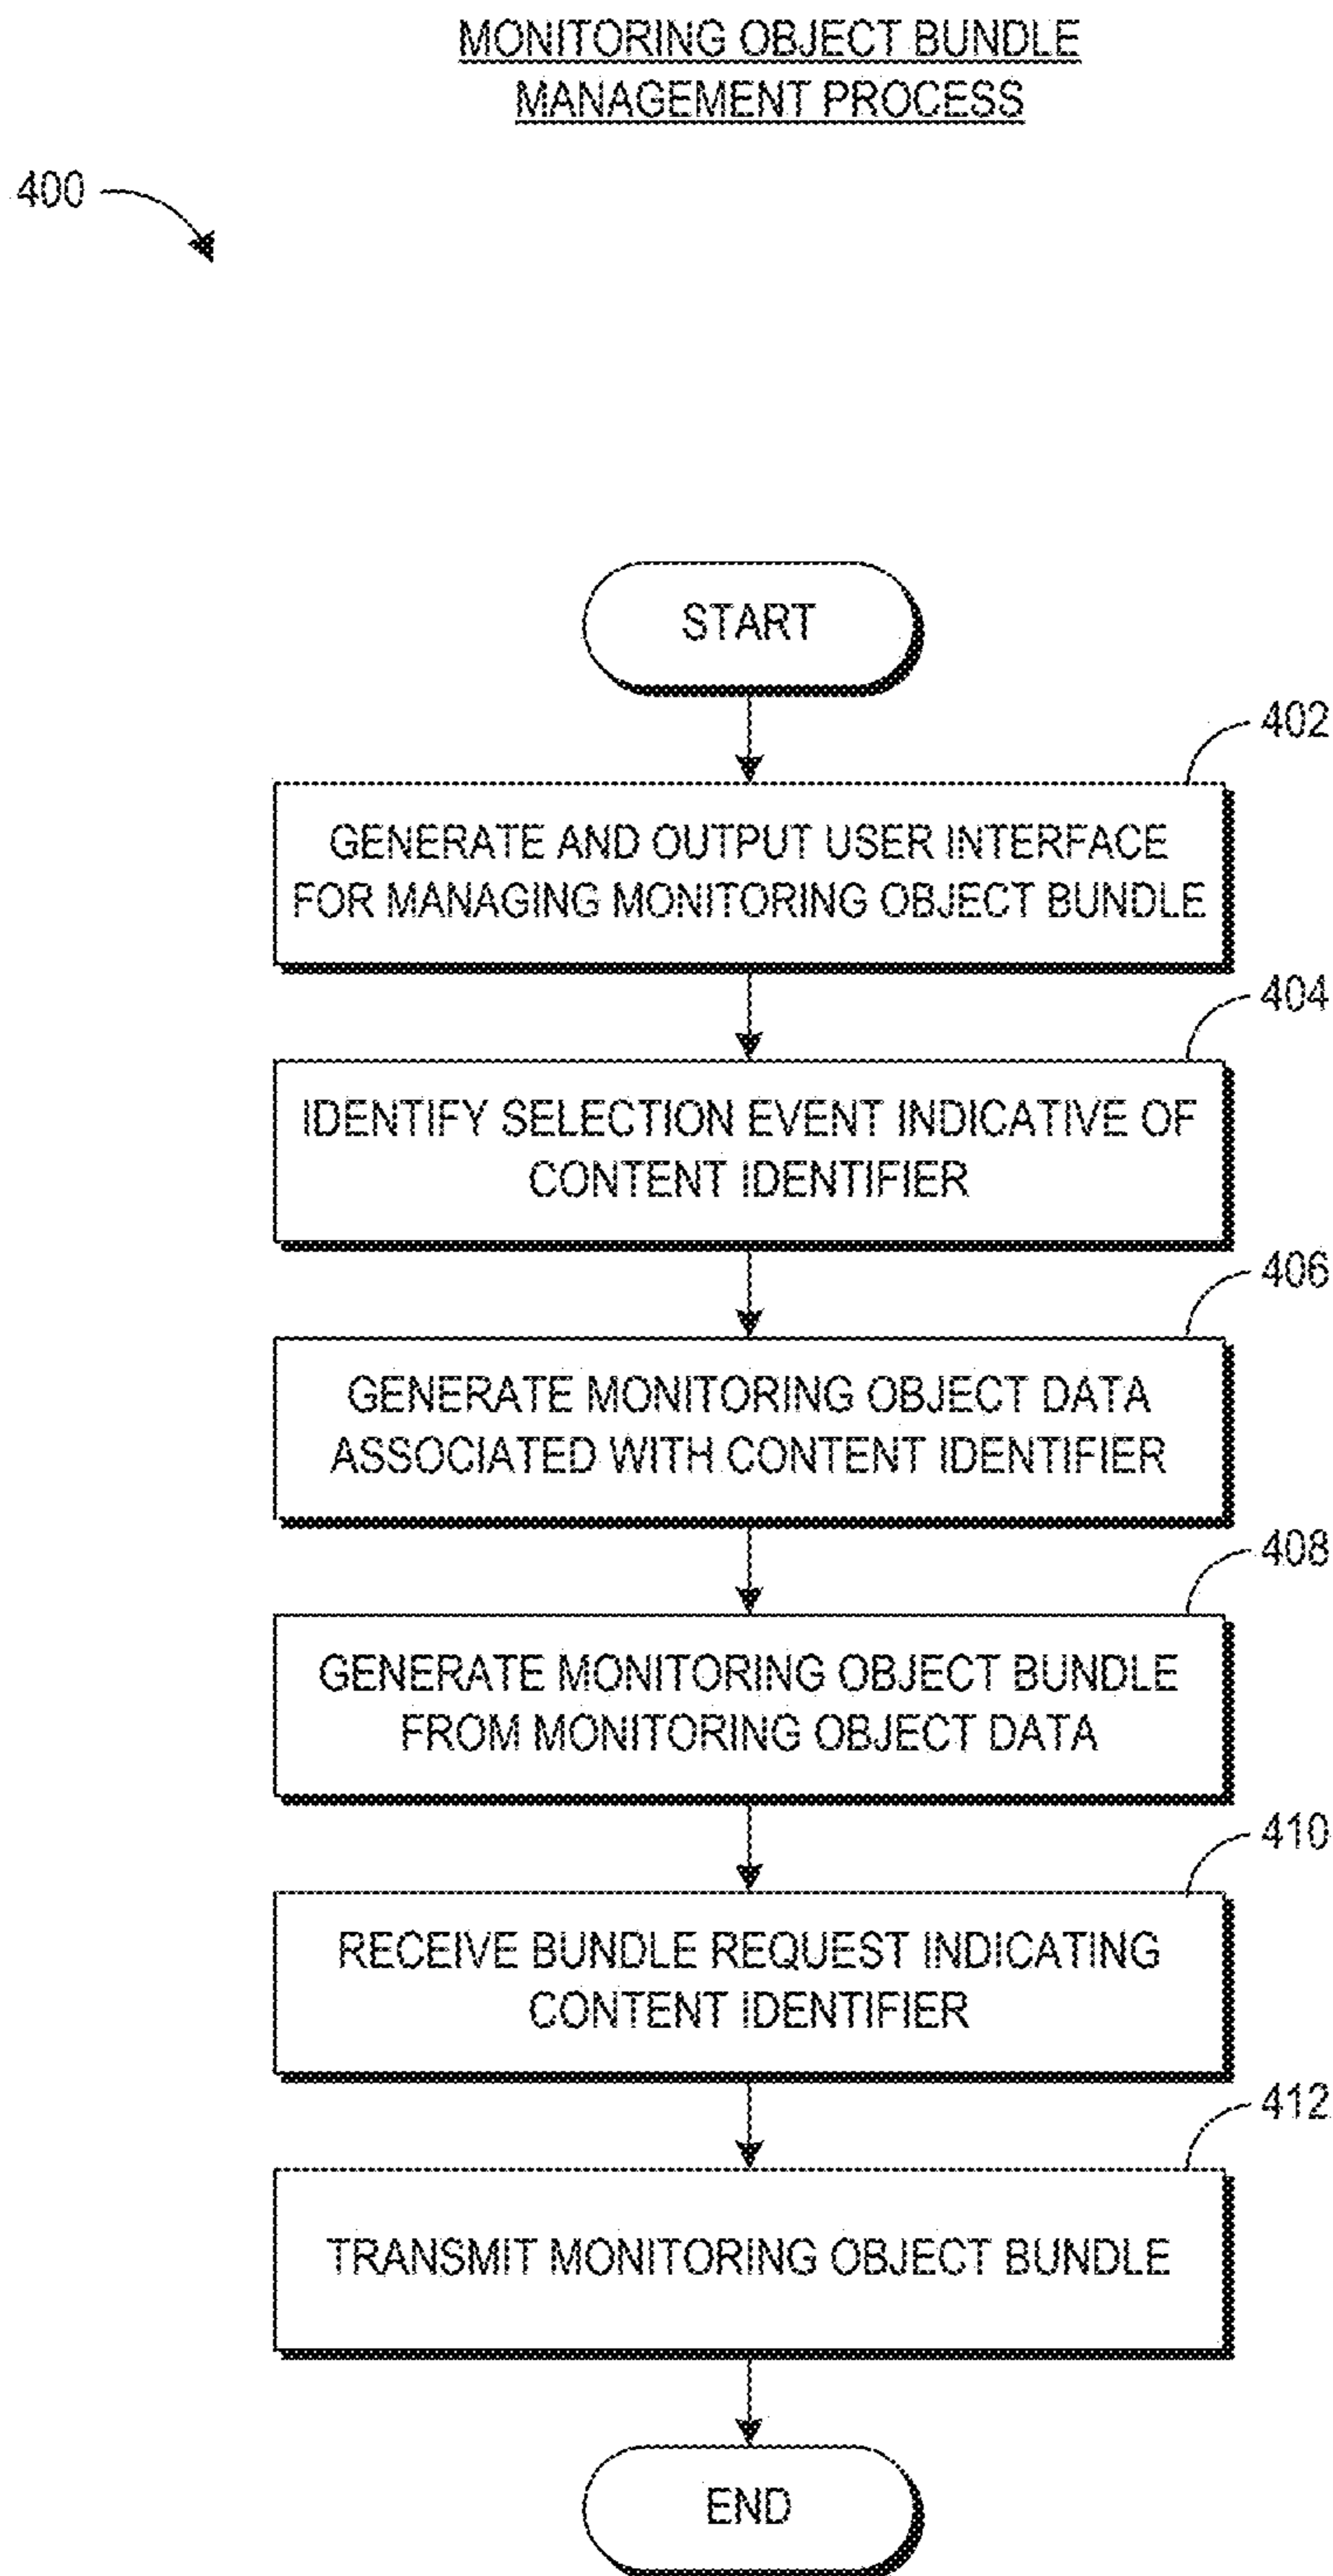 MONITORING OBJECT BUNDLE
MANAGEMENT PROCESS
400
START
402
GENERATE AND OUTPUT USER INTERFACE
FOR MANAGING MONITORING OBJECT BUNDLE
404
IDENTIFY SELECTION EVENT INDICATIVE OF
CONTENT IDENTIFIER
406
GENERATE MONITORING OBJECT DATA
ASSOCIATED WITH CONTENT IDENTIFIER
408
GENERATE MONITORING OBJECT BUNDLE
FROM MONITORING OBJECT DATA
410
RECEIVE BUNDLE REQUEST INDICATING
CONTENT IDENTIFIER
412
TRANSMIT MONITORING OBJECT BUNDLE
END